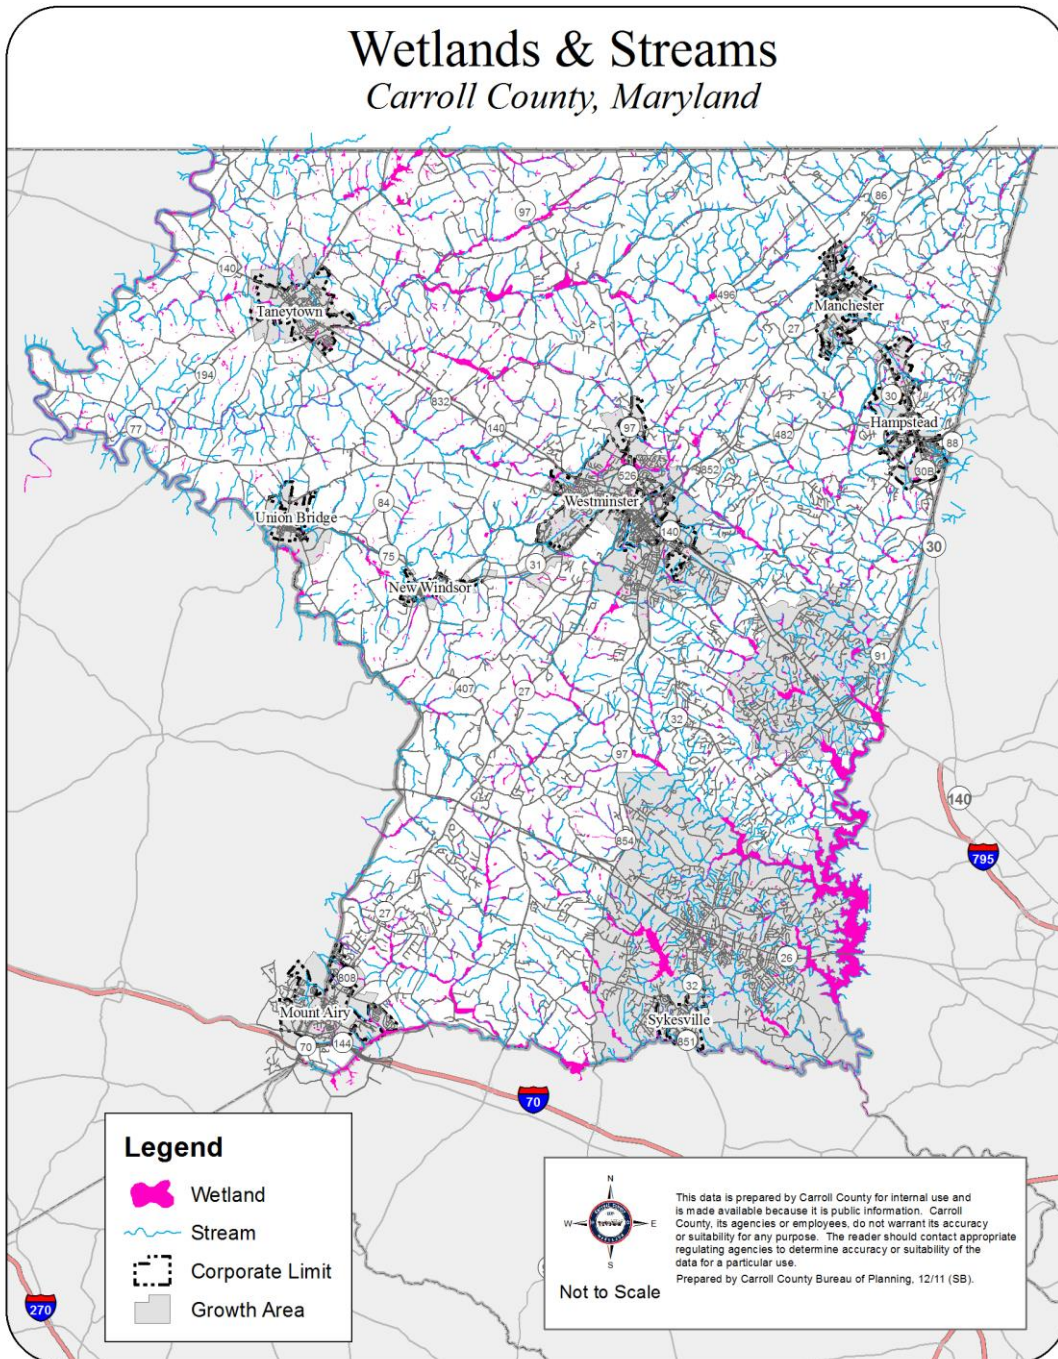 Wetlands & Streams
Carroll County, Maryland
97
86
140
Taneytown
496
Manchester
27
194
832
30
Hampstead
77
140
97
482
88
852
526
30B
Westminster
84
Union Bridge
140
30
75
31
New Windsor
91
407
27
32
97
140
854
795
27
26
808
32
Mount Airy
Sykesville
70
144
851
70
Legend
Wetland
Stream
Corporate Limit
Growth Area
270
N
W
E
S
Not to Scale
This data is prepared by Carroll County for internal use and
is made available because it is public information. Carroll
County, its agencies or employees, do not warrant its accuracy
or suitability for any purpose. The reader should contact appropriate
regulating agencies to determine accuracy or suitability of the
data for a particular use.
Prepared by Carroll County Bureau of Planning, 12/11 (SB).